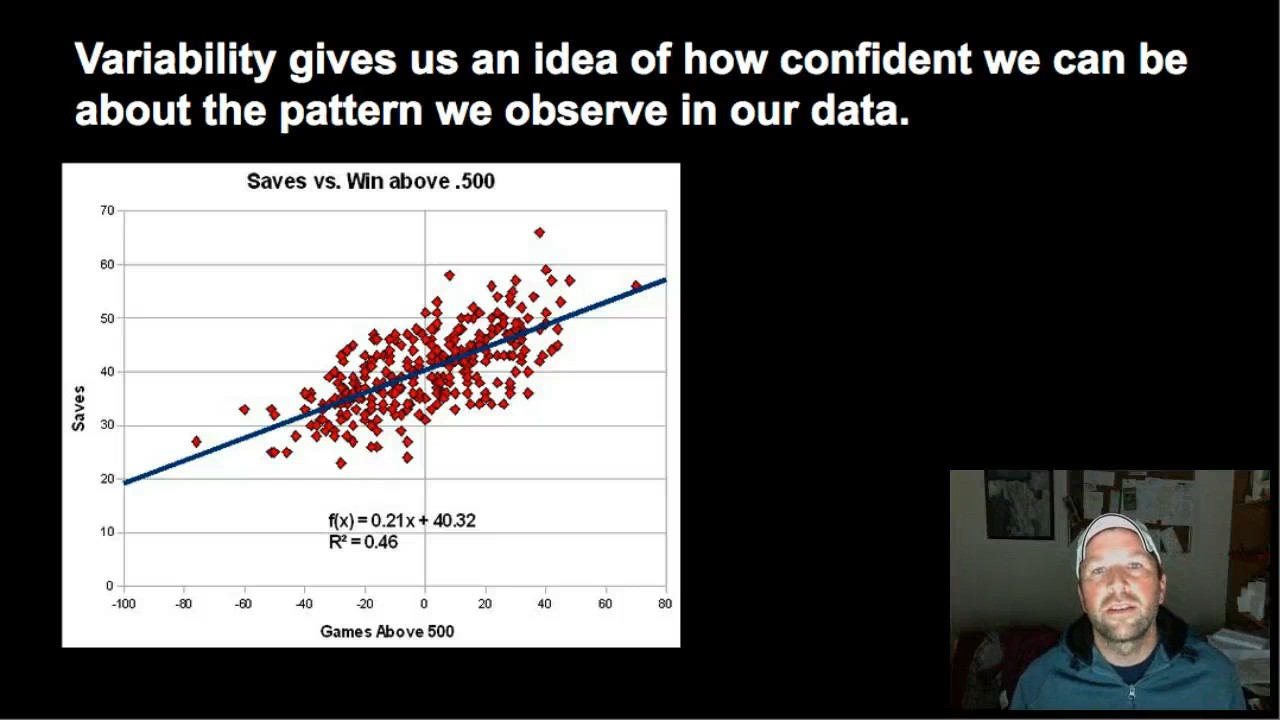 Variability gives us an idea of how confident we can be
about the pattern we observe in our data.
Saves vs. Win above .500
70
60
50
40
30
20
10
0
Saves
f(x) = 0.21x + 40.32
R² = 0.46
-100 -80 -60 -40 -20 0 20 40 60 80
Games Above 500